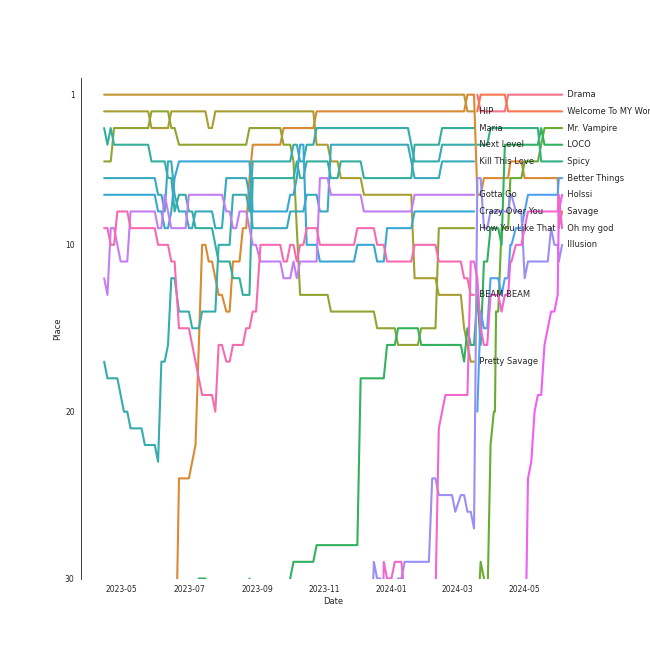 1
10
20
30
Place
2023-05
2023-07
2023-09
2023-11
2024-01
2024-03
2024-05
Date
Drama
HIP
Welcome To MY Wor
Maria
Mr. Vampire
Next Level
LOCO
Kill This Love
Spicy
Better Things
Gotta Go
Holssi
Crazy Over You
Savage
How You Like That
Oh my god
Illusion
BEAM BEAM
Pretty Savage